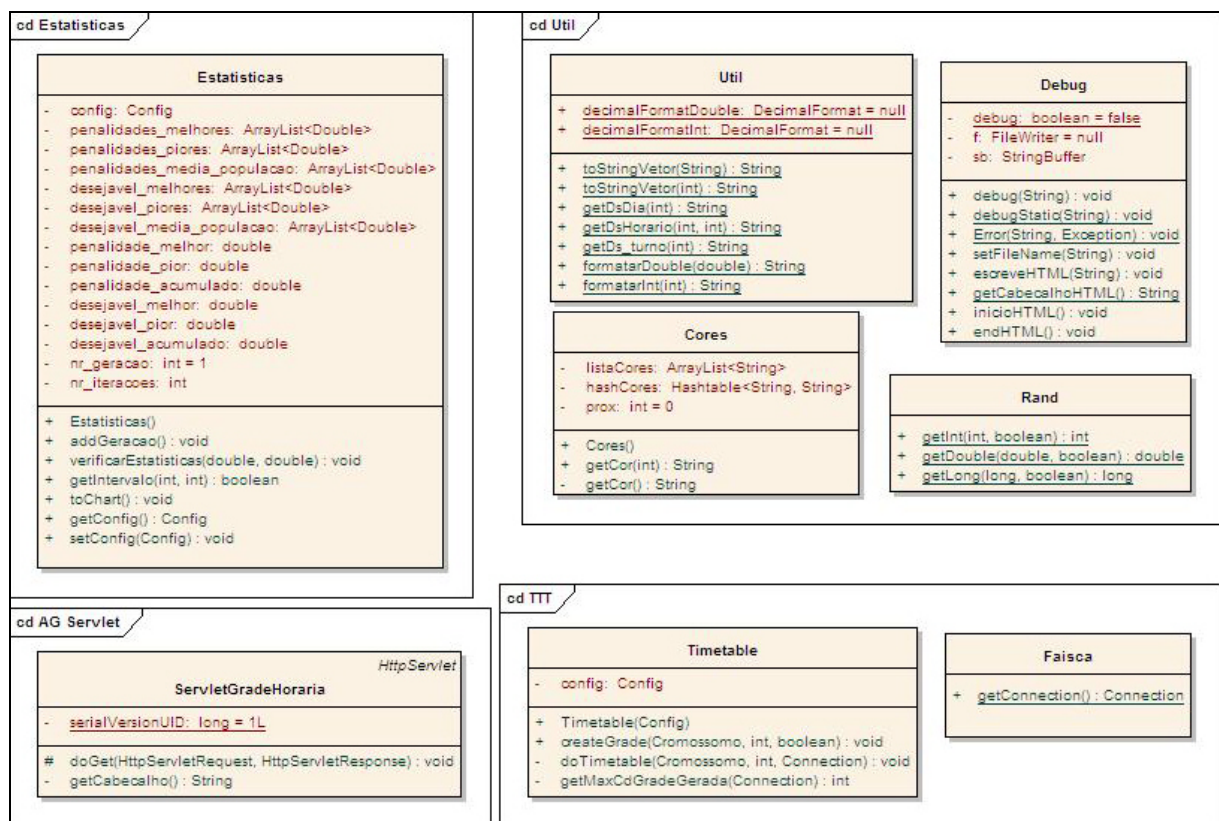 cd Estatisticas
Estatisticas
- config: Config
- penalidades_melhores: ArrayList<Double>
- penalidades_piores: ArrayList<Double>
- penalidades_media_populacao: ArrayList<Double>
- desejavel_melhores: ArrayList<Double>
- desejavel_piores: ArrayList<Double>
- desejavel_media_populacao: ArrayList<Double>
- penalidade_melhor: double
- penalidade_pior: double
- penalidade_acumulado: double
- desejavel_melhor: double
- desejavel_pior: double
- desejavel_acumulado: double
- nr_geracao: int = 1
- nr_iteracoes: int
+ Estatisticas()
+ addGeracao() : void
+ verificarEstatisticas(double, double) : void
+ getIntervalo(int, int) : boolean
+ toChart() : void
+ getConfig() : Config
+ setConfig(Config) : void
cd Util
Util
+ decimalFormatDouble: DecimalFormat = null
+ decimalFormatInt: DecimalFormat = null
+ toStringVetor(String) : String
+ toStringVetor(int) : String
+ getDsDia(int) : String
+ getDsHorario(int, int) : String
+ getDs_turno(int) : String
+ formatarDouble(double) : String
+ formatarInt(int) : String
Debug
- debug: boolean = false
- f: FileWriter = null
- sb: StringBuffer
+ debug(String) : void
+ debugStatic(String) : void
+ Error(String, Exception) : void
+ setFileName(String) : void
+ escreveHTML(String) : void
+ getCabecalhoHTML() : String
+ inicioHTML() : void
+ endHTML() : void
Cores
- listaCores: ArrayList<String>
- hashCores: Hashtable<String, String>
- prox: int = 0
+ Cores()
+ getCor(int) : String
- getCor() : String
Rand
+ getInt(int, boolean) : int
+ getDouble(double, boolean) : double
+ getLong(long, boolean) : long
cd AG Servlet
HttpServlet
ServletGradeHoraria
- serialVersionUID: long = 1L
# doGet(HttpServletRequest, HttpServletResponse) : void
- getCabecalho() : String
cd TTT
Timetable
- config: Config
+ Timetable(Config)
+ createGrade(Cromossomo, int, boolean) : void
- doTimetable(Cromossomo, int, Connection) : void
- getMaxCdGradeGerada(Connection) : int
Faisca
+ getConnection() : Connection